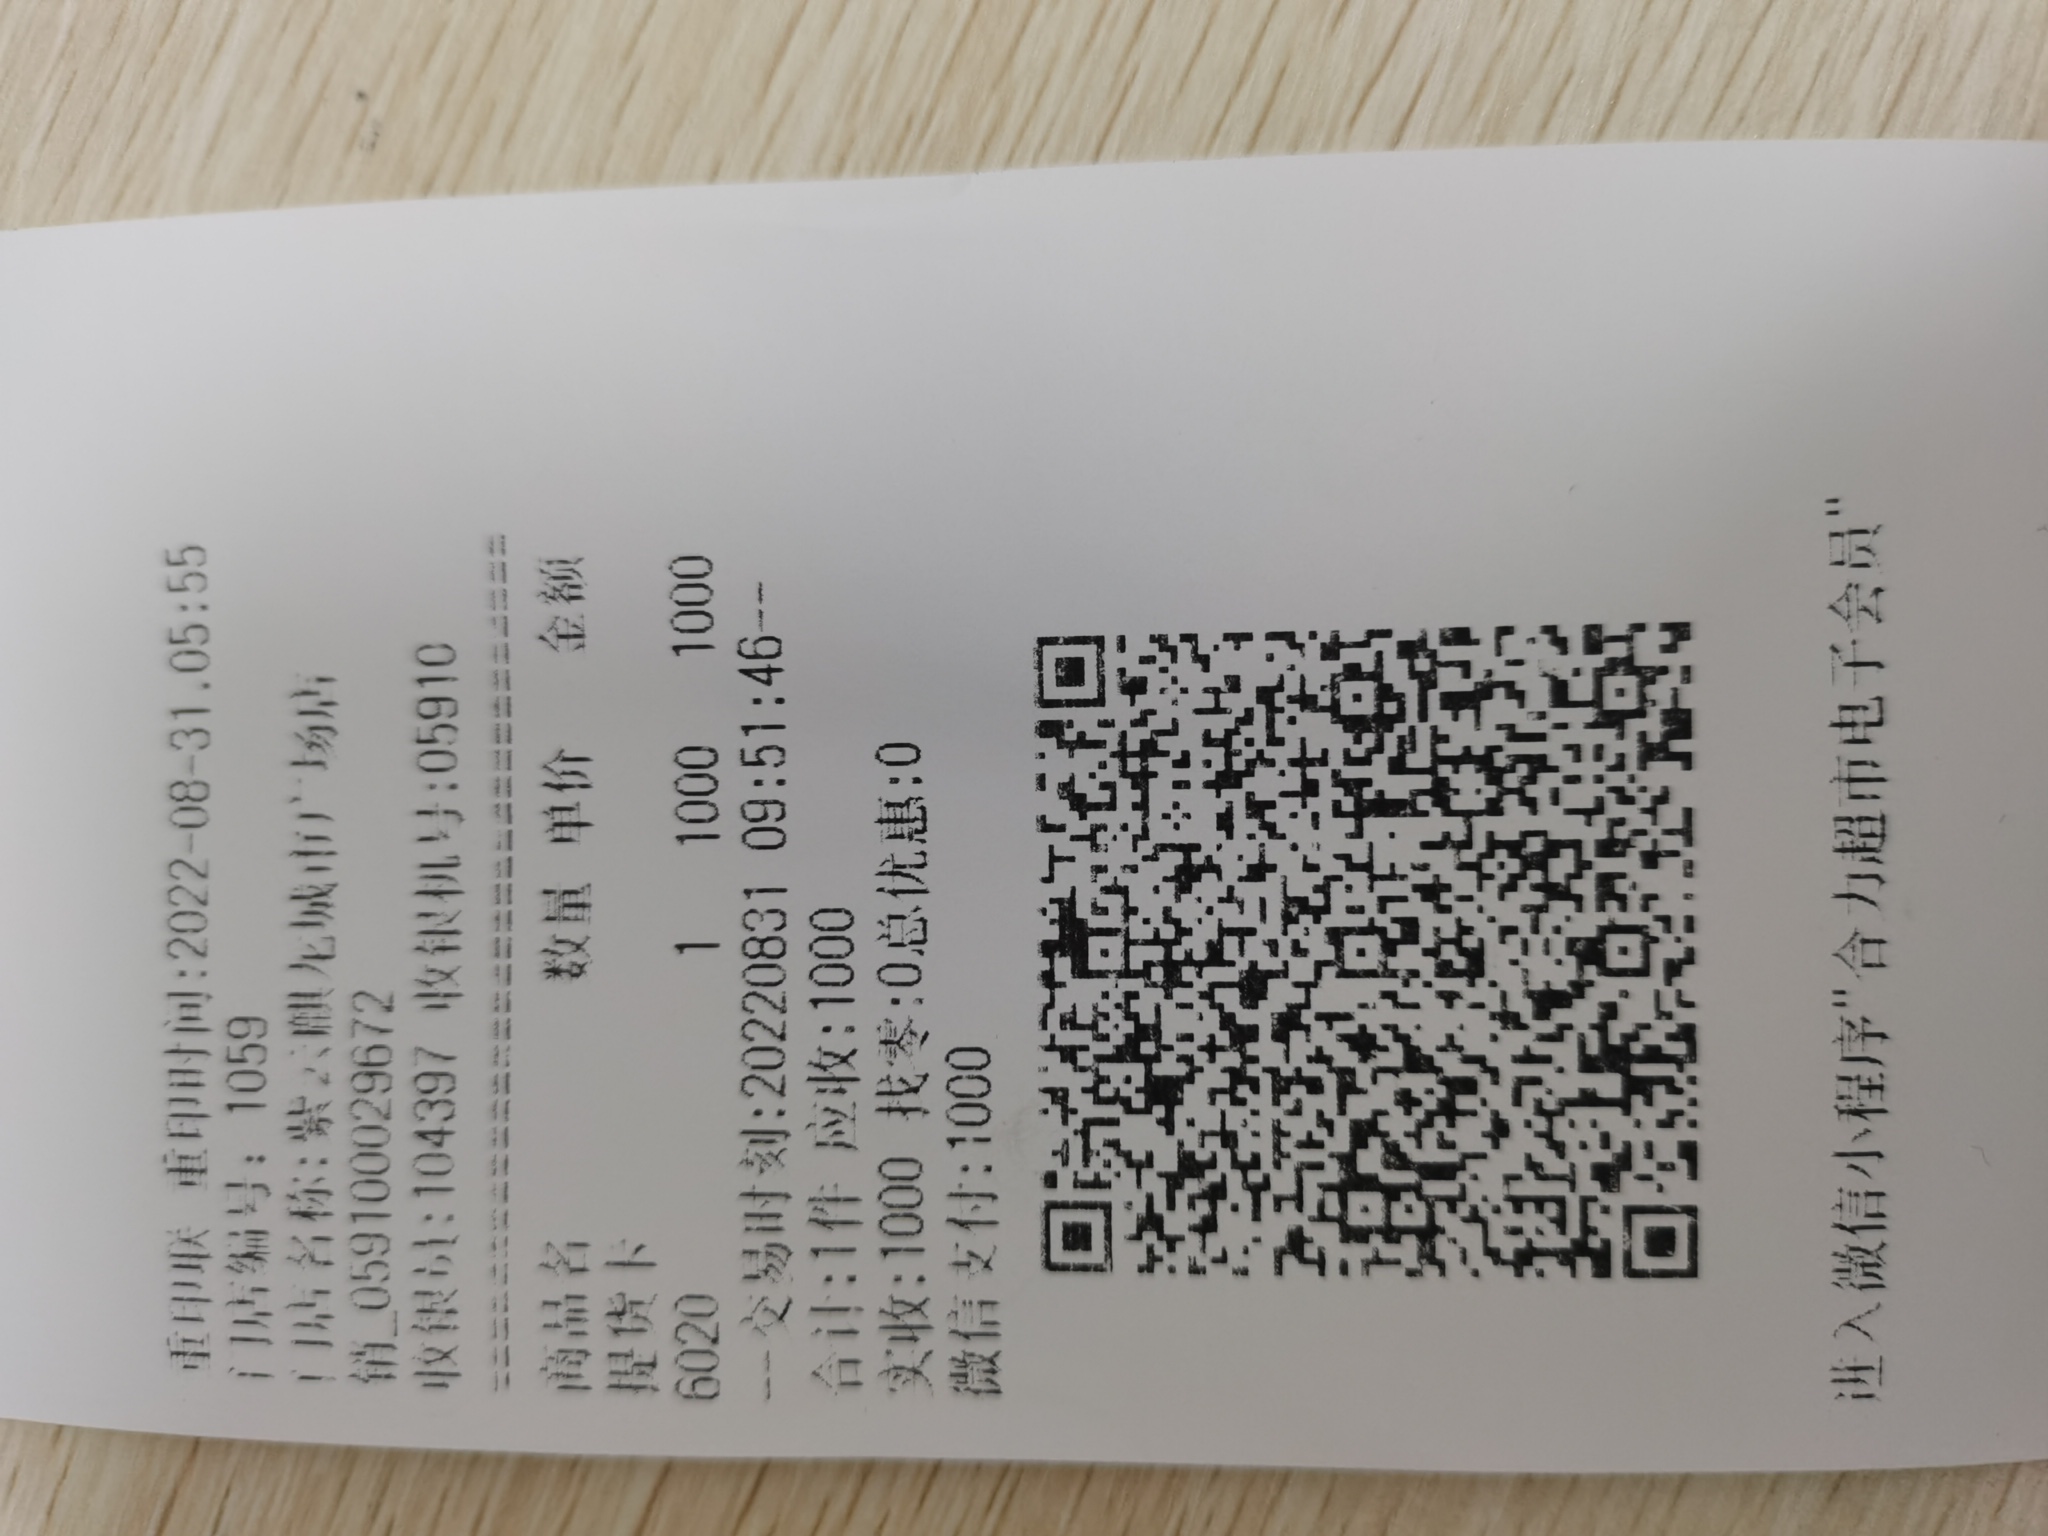 重印联 重印时间:2022-08-31.05:55
门店编号: 1059
门店名称:紫云麒龙城市广场店
销_0591000029672
收银员:104397 收银机号:05910
商品名 数量 单价 金额
提货卡
6020 1 1000 1000
---交易时刻:20220831 09:51:46---
合计:1件 应收:1000
实收:1000 找零:0总优惠:0
微信支付:1000
进入微信小程序"合力超市电子会员"